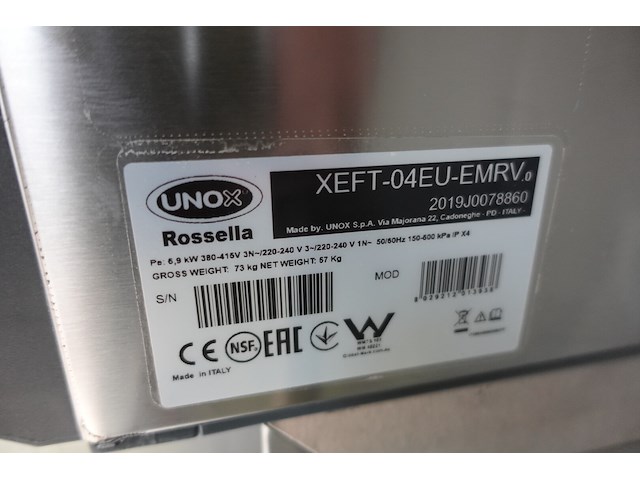 UNOX
Rossella
XEFT-04EU-EMRV.0
2019J0078860
Made by. UNOX S.p.A. Via Majorana 22, Cadoneghe - PD - ITALY-
Pe: 6,9 kW 380-415V 3N~/220-240 V 3~/220-240 V 1N~ 50/60Hz 150-600 kPa IP X4
GROSS WEIGHT: 73 kg NET WEIGHT: 57 Kg
S/N
MOD
CE NSF EAC
Made in ITALY